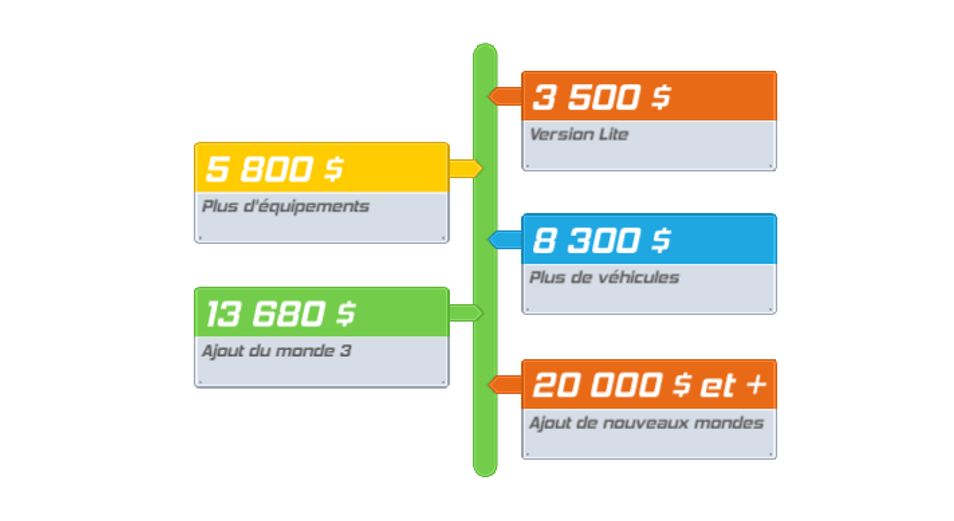 3 500 $
Version Lite
5 800 $
Plus d'équipements
8 300 $
Plus de véhicules
13 680 $
Ajout du monde 3
20 000 $ et +
Ajout de nouveaux mondes